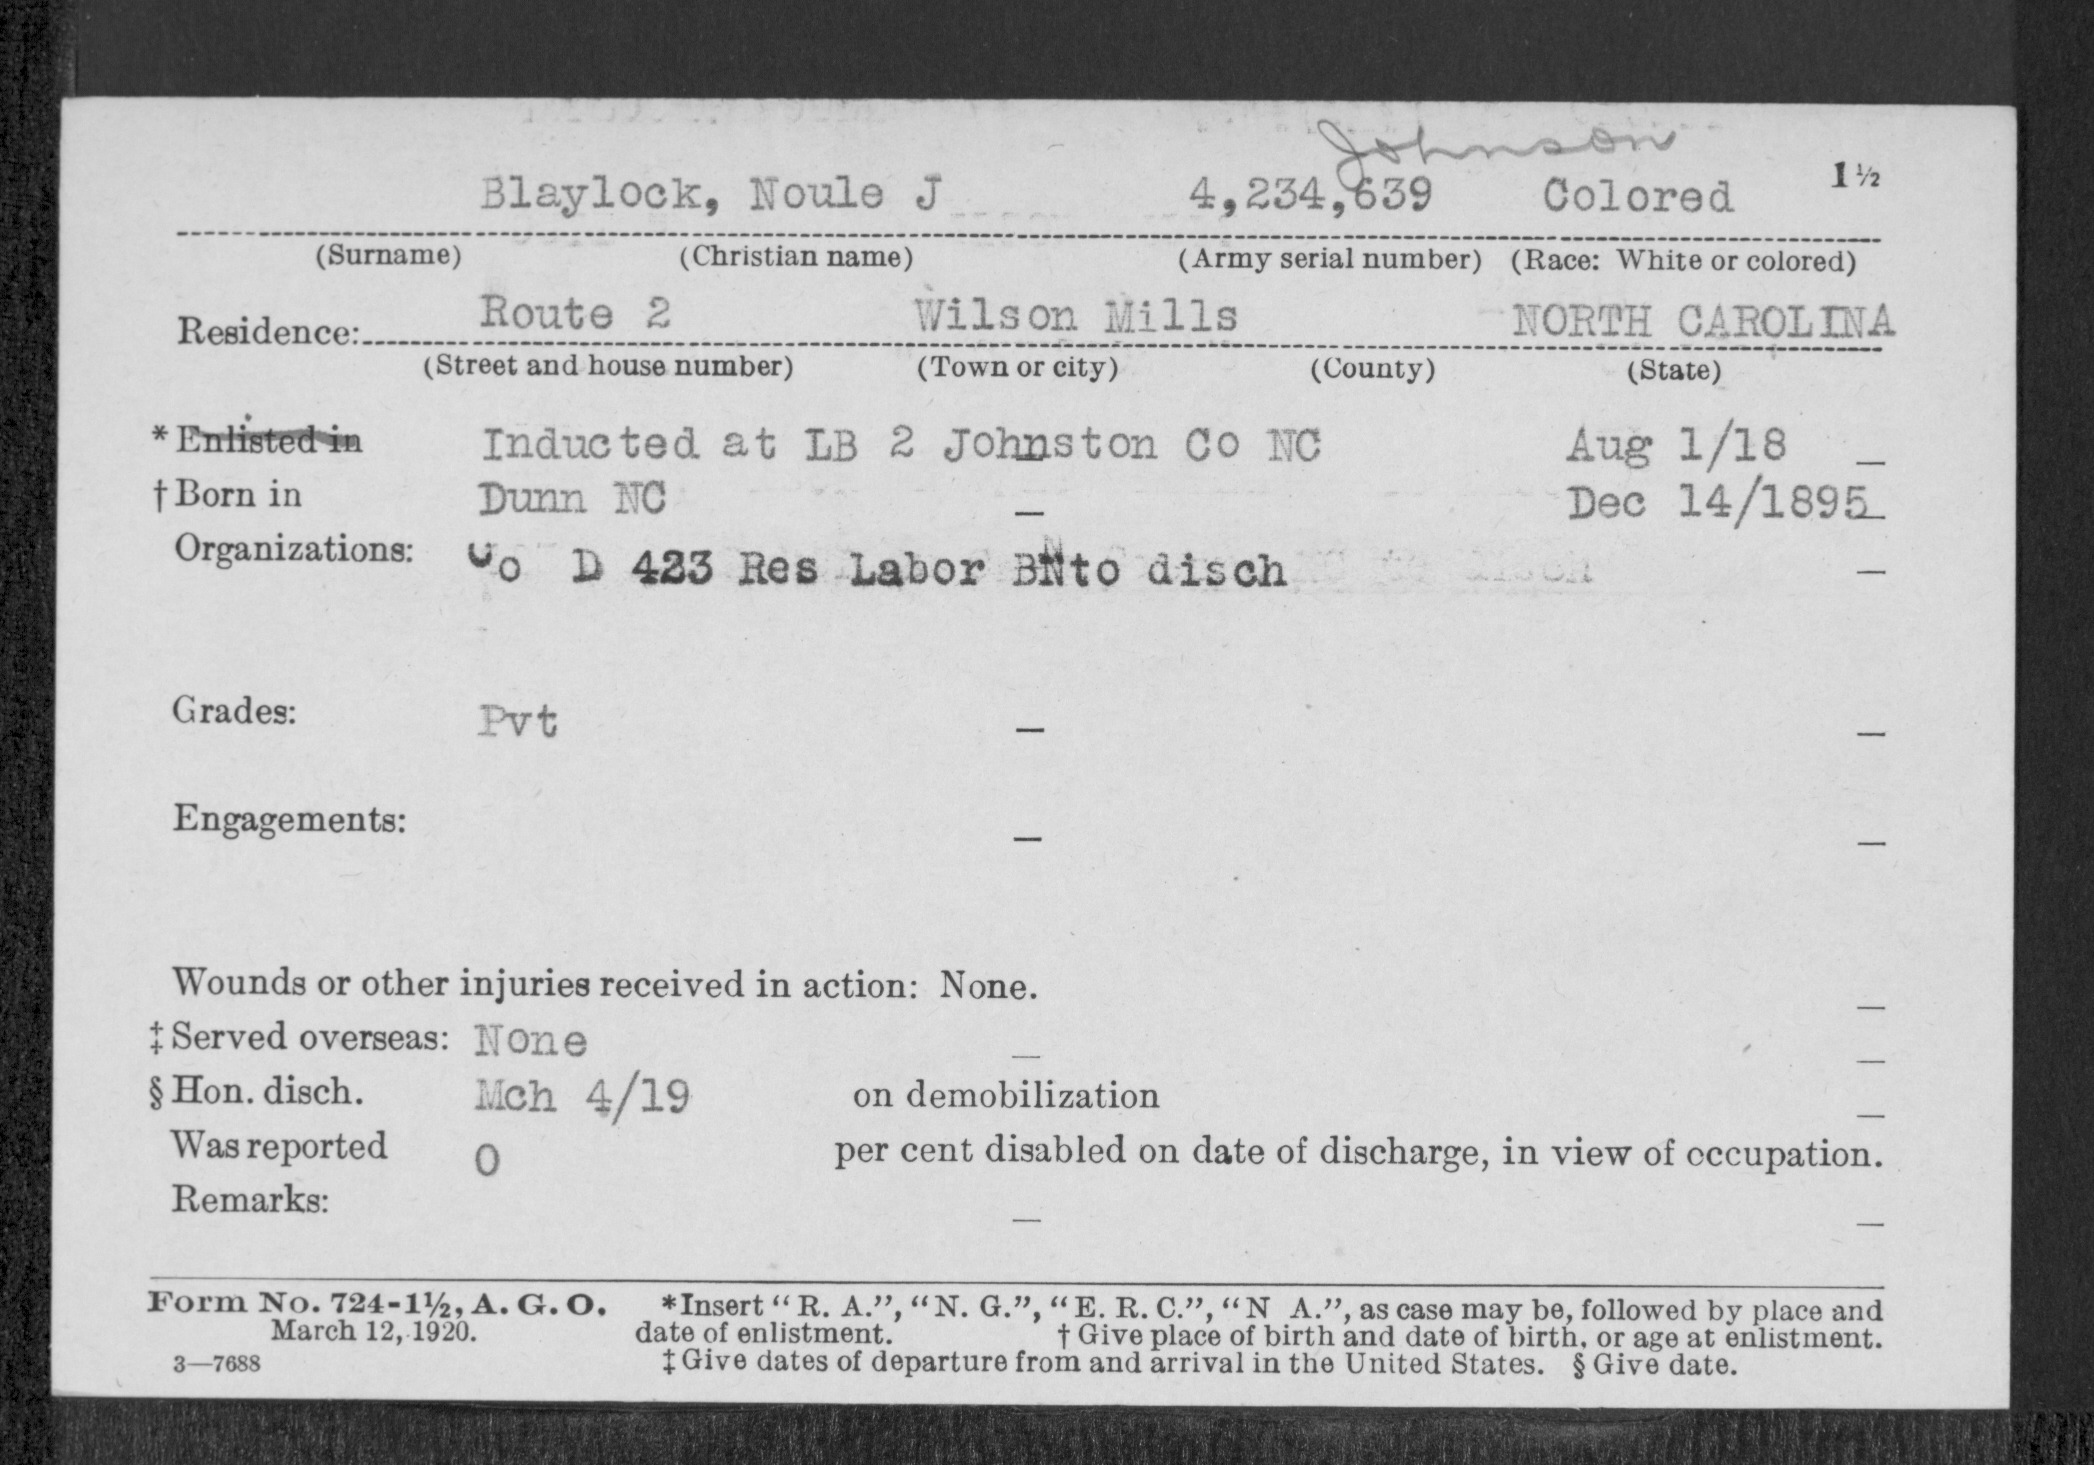 Johnson
Blaylock, Noule J 4,234,639 Colored 1½
(Surname) (Christian name) (Army serial number) (Race: White or colored)
Residence: Route 2 Wilson Mills NORTH CAROLINA
(Street and house number) (Town or city) (County) (State)
* Enlisted in Inducted at LB 2 Johnston Co NC Aug 1/18 —
† Born in Dunn NC — Dec 14/1895 —
Organizations: Co D 423 Res Labor BN to disch —
Grades: Pvt — —
Engagements: — —
Wounds or other injuries received in action: None. —
‡ Served overseas: None — —
§ Hon. disch. Mch 4/19 on demobilization —
Was reported 0 per cent disabled on date of discharge, in view of occupation.
Remarks: — —
Form No. 724-1½, A. G. O. *Insert "R. A.", "N. G.", "E. R. C.", "N A.", as case may be, followed by place and
March 12, 1920. date of enlistment. † Give place of birth and date of birth, or age at enlistment.
3—7688 ‡ Give dates of departure from and arrival in the United States. § Give date.